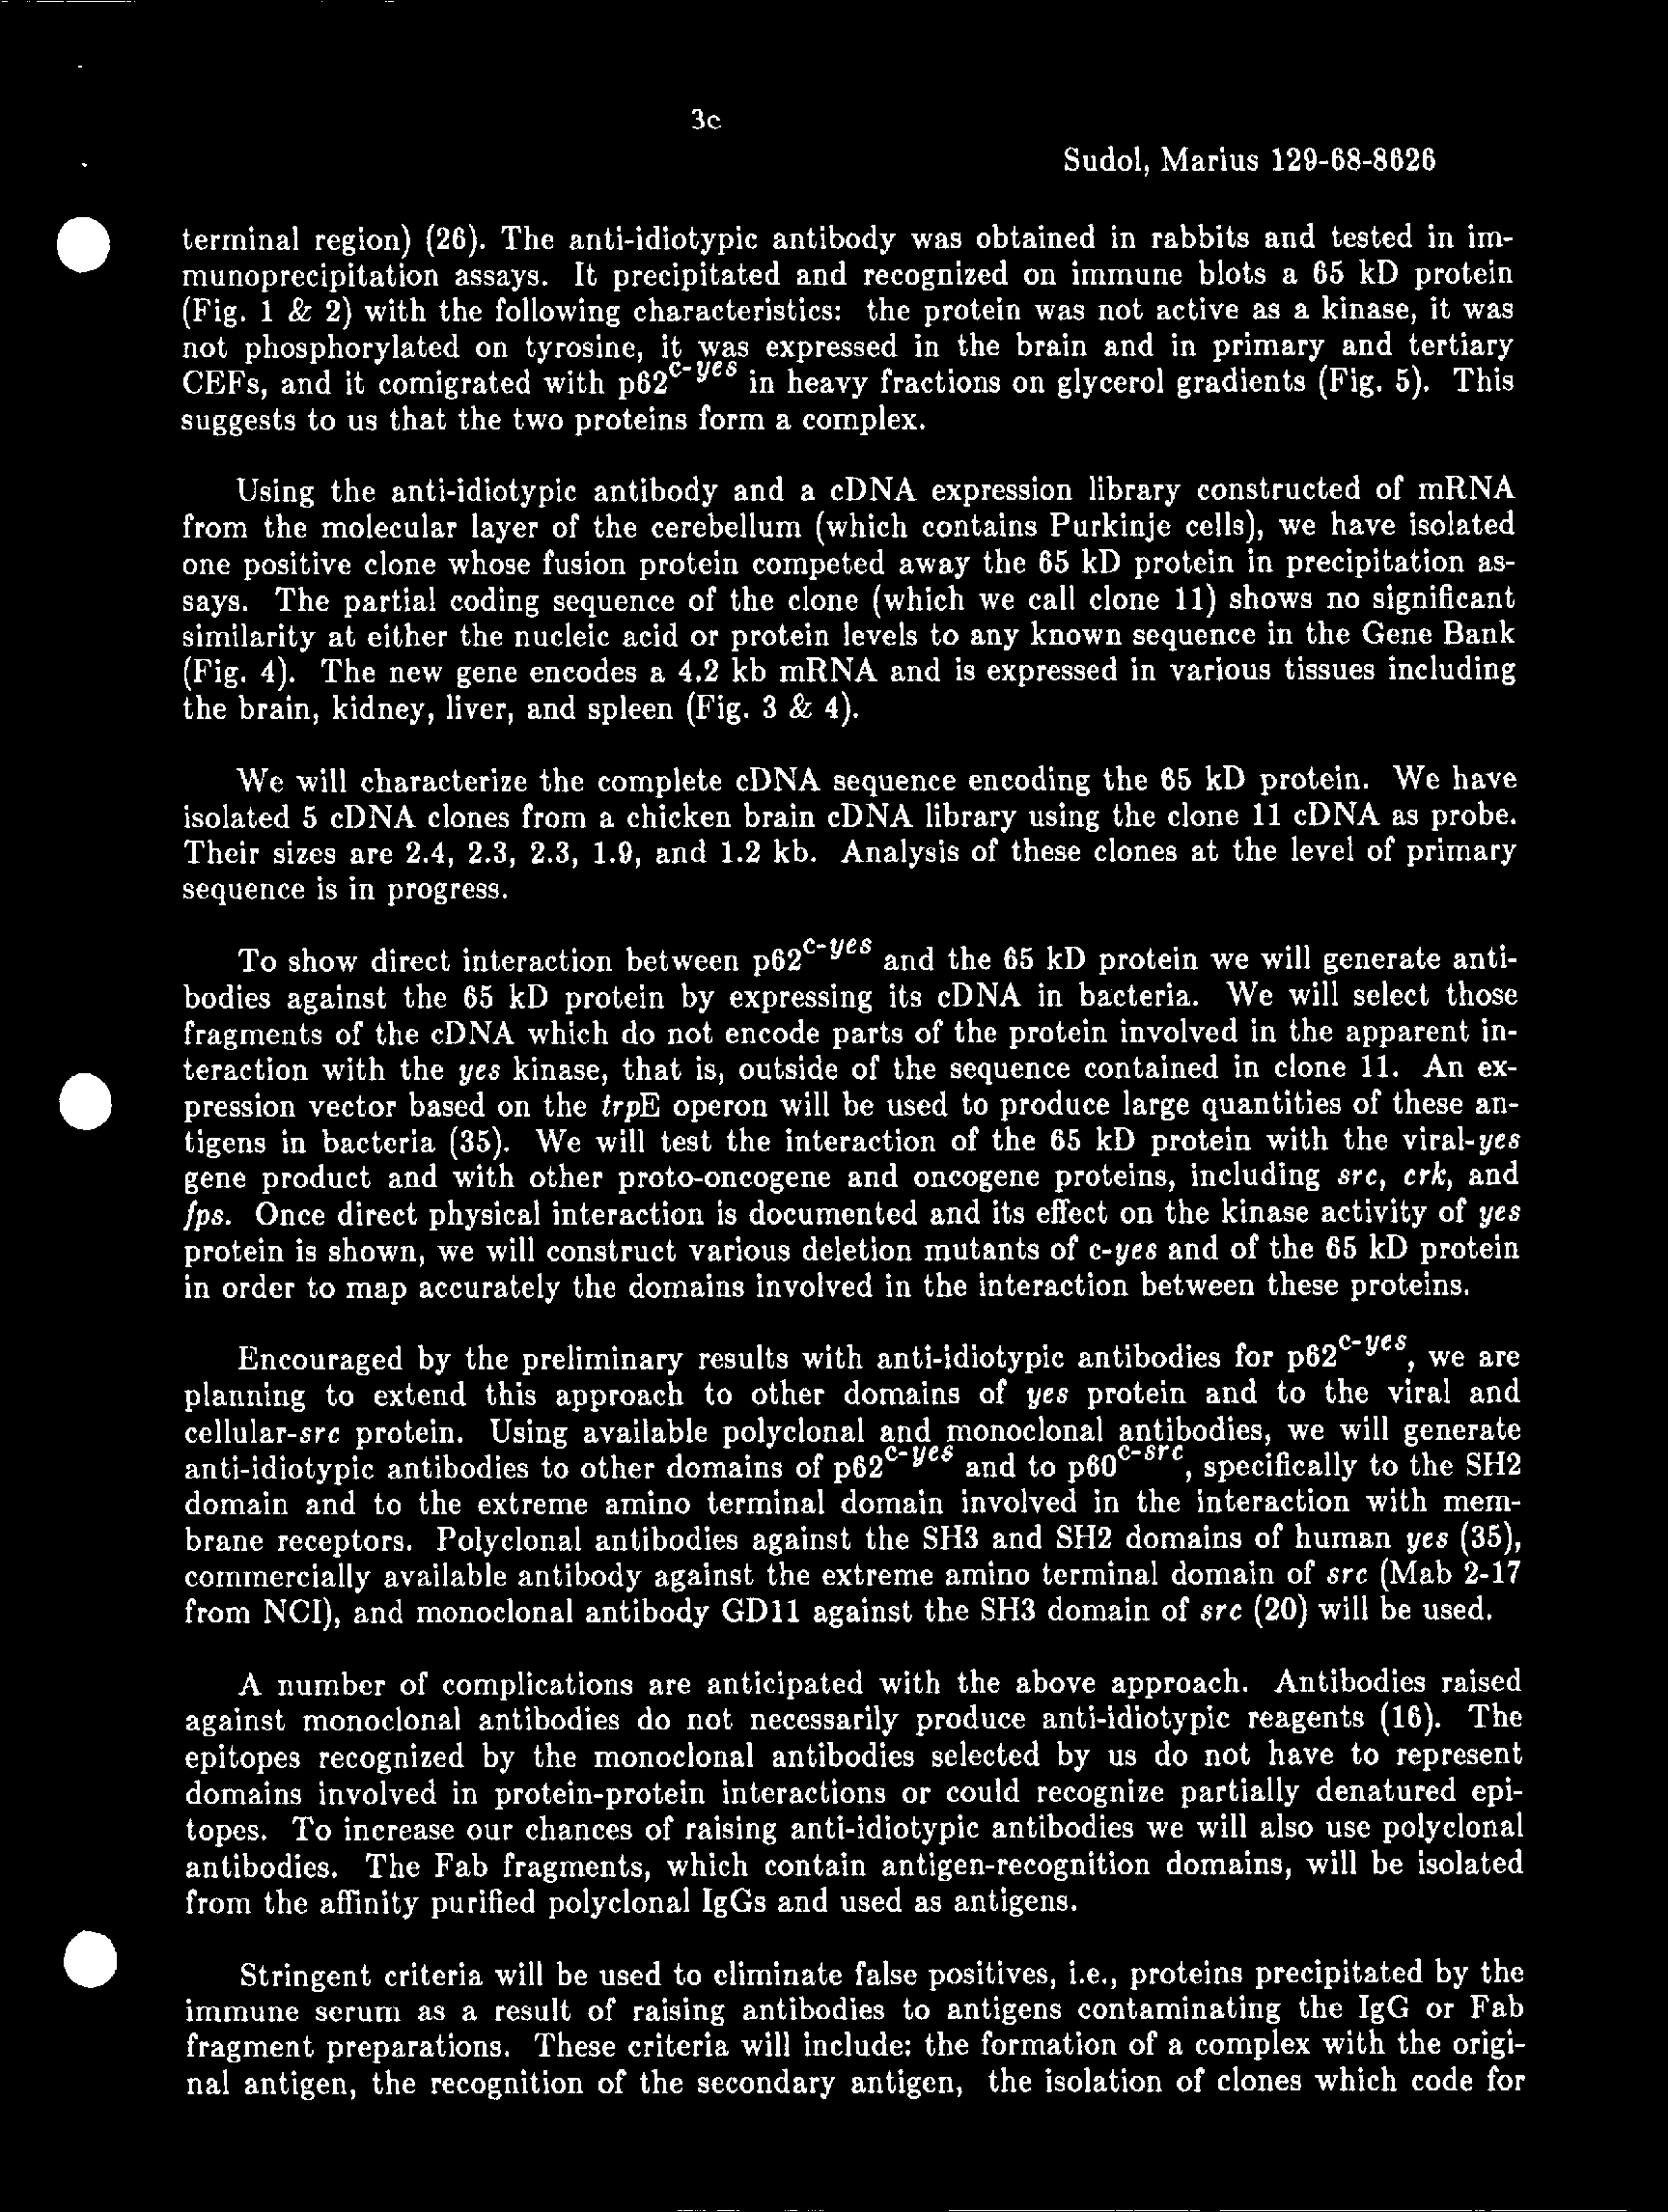 3c
Sudol, Marius 129-68-8626
terminal region) (26). The anti-idiotypic antibody was obtained in rabbits and tested in im-
munoprecipitation assays. It precipitated and recognized on immune blots a 65 kD protein
(Fig. 1 & 2) with the following characteristics: the protein was not active as a kinase, it was
not phosphorylated on tyrosine, it was expressed in the brain and in primary and tertiary
CEFs, and it comigrated with p62c-yes in heavy fractions on glycerol gradients (Fig. 5). This
suggests to us that the two proteins form a complex.
Using the anti-idiotypic antibody and a cDNA expression library constructed of mRNA
from the molecular layer of the cerebellum (which contains Purkinje cells), we have isolated
one positive clone whose fusion protein competed away the 65 kD protein in precipitation as-
says. The partial coding sequence of the clone (which we call clone 11) shows no significant
similarity at either the nucleic acid or protein levels to any known sequence in the Gene Bank
(Fig. 4). The new gene encodes a 4.2 kb mRNA and is expressed in various tissues including
the brain, kidney, liver, and spleen (Fig. 3 & 4).
We will characterize the complete cDNA sequence encoding the 65 kD protein. We have
isolated 5 cDNA clones from a chicken brain cDNA library using the clone 11 cDNA as probe.
Their sizes are 2.4, 2.3, 2.3, 1.9, and 1.2 kb. Analysis of these clones at the level of primary
sequence is in progress.
To show direct interaction between p62c-yes and the 65 kD protein we will generate anti-
bodies against the 65 kD protein by expressing its cDNA in bacteria. We will select those
fragments of the cDNA which do not encode parts of the protein involved in the apparent in-
teraction with the yes kinase, that is, outside of the sequence contained in clone 11. An ex-
pression vector based on the trpE operon will be used to produce large quantities of these an-
tigens in bacteria (35). We will test the interaction of the 65 kD protein with the viral-yes
gene product and with other proto-oncogene and oncogene proteins, including src, crk, and
fps. Once direct physical interaction is documented and its effect on the kinase activity of yes
protein is shown, we will construct various deletion mutants of c-yes and of the 65 kD protein
in order to map accurately the domains involved in the interaction between these proteins.
Encouraged by the preliminary results with anti-idiotypic antibodies for p62c-yes, we are
planning to extend this approach to other domains of yes protein and to the viral and
cellular-src protein. Using available polyclonal and monoclonal antibodies, we will generate
anti-idiotypic antibodies to other domains of p62c-yes and to p60c-src, specifically to the SH2
domain and to the extreme amino terminal domain involved in the interaction with mem-
brane receptors. Polyclonal antibodies against the SH3 and SH2 domains of human yes (35),
commercially available antibody against the extreme amino terminal domain of src (Mab 2-17
from NCI), and monoclonal antibody GD11 against the SH3 domain of src (20) will be used.
A number of complications are anticipated with the above approach. Antibodies raised
against monoclonal antibodies do not necessarily produce anti-idiotypic reagents (16). The
epitopes recognized by the monoclonal antibodies selected by us do not have to represent
domains involved in protein-protein interactions or could recognize partially denatured epi-
topes. To increase our chances of raising anti-idiotypic antibodies we will also use polyclonal
antibodies. The Fab fragments, which contain antigen-recognition domains, will be isolated
from the affinity purified polyclonal IgGs and used as antigens.
Stringent criteria will be used to eliminate false positives, i.e., proteins precipitated by the
immune serum as a result of raising antibodies to antigens contaminating the IgG or Fab
fragment preparations. These criteria will include: the formation of a complex with the origi-
nal antigen, the recognition of the secondary antigen, the isolation of clones which code for